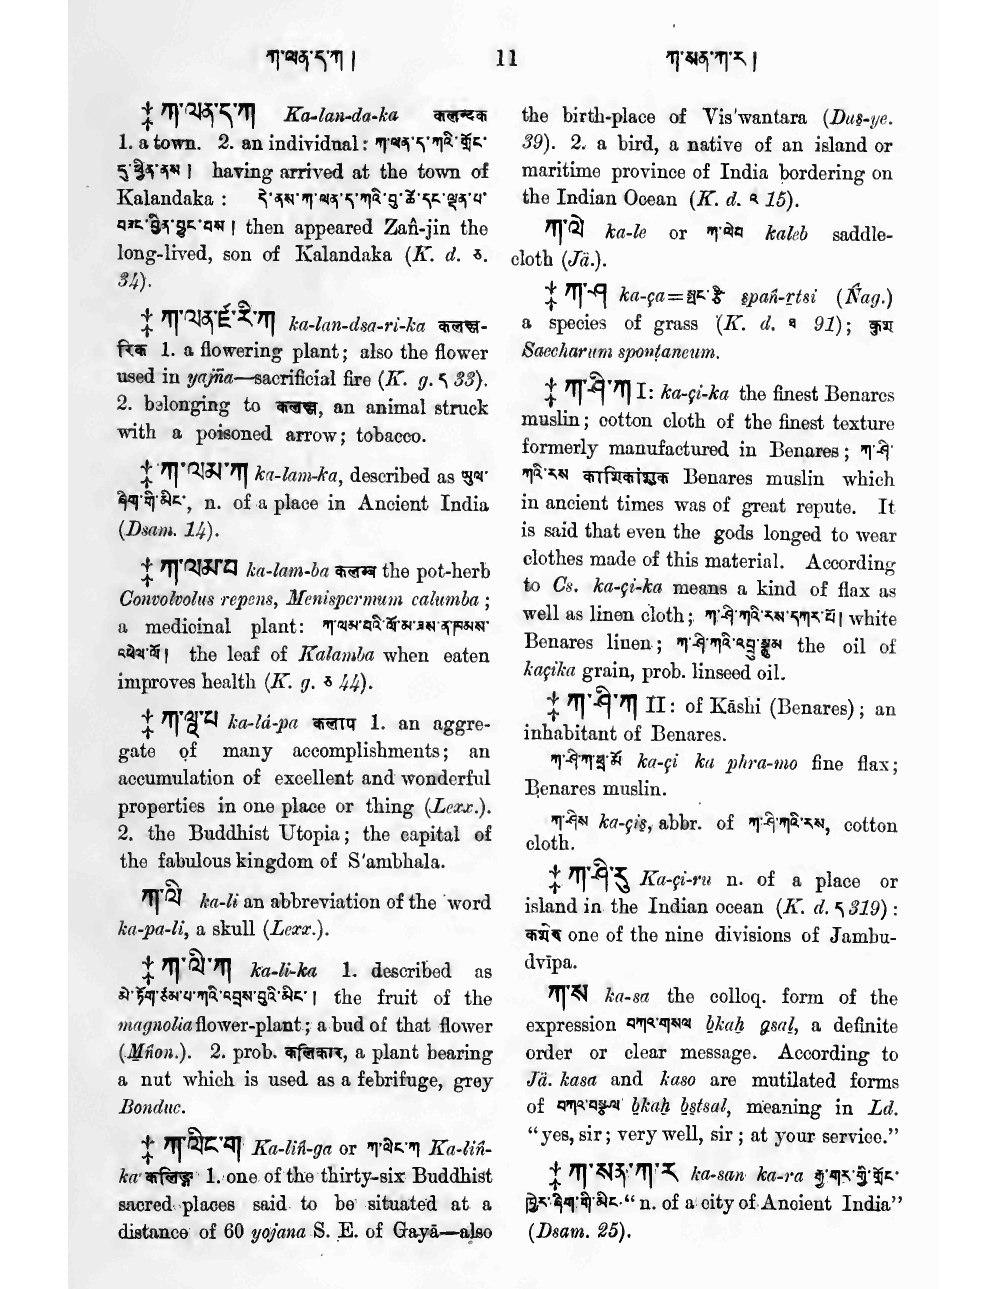 ཀ་ལན་ད་ཀ།
11
ཀ་སན་ཀ་ར།
༔ ཀ་ལན་ད་ཀ Ka-lan-da-ka कलन्दक
1. a town. 2. an individual: ཀ་ལན་ད་ཀའི་གྲོང་
དུ་ཕྱིན་ནས། having arrived at the town of
Kalandaka: དེ་ནས་ཀ་ལན་ད་ཀའི་བུ་ཚེ་དང་ལྡན་པ་
བཟང་བྱིན་བྱུང་བས། then appeared Zañ-jin the
long-lived, son of Kalandaka (K. d. ༥.
34).
‡ ཀ་ལན་ཛ་རི་ཀ ka-lan-dsa-ri-ka कलञ्ज-
रिक 1. a flowering plant; also the flower
used in yajña—sacrificial fire (K. g. ད 33).
2. belonging to कलञ्ज, an animal struck
with a poisoned arrow; tobacco.
‡ ཀ་ལམ་ཀ ka-lam-ka, described as ཡུལ་
ཞིག་གི་མིང་, n. of a place in Ancient India
(Dsam. 14).
‡ ཀ་ལམ་བ ka-lam-ba कलम्ब the pot-herb
Convolvolus repens, Menispermum calumba;
a medicinal plant: ཀ་ལམ་བའི་ལོ་མ་ཟས་ན་ཁམས་
འཕེལ་ལོ། the leaf of Kalamba when eaten
improves health (K. g. ༥ 44).
‡ ཀ་ལཱ་པ ka-lá-pa कलाप 1. an aggre-
gate of many accomplishments; an
accumulation of excellent and wonderful
properties in one place or thing (Lexx.).
2. the Buddhist Utopia; the capital of
the fabulous kingdom of S'ambhala.
ཀ་ལི ka-li an abbreviation of the word
ka-pa-li, a skull (Lexx.).
‡ ཀ་ལི་ཀ ka-li-ka 1. described as
མེ་ཏོག་ཙམ་པ་ཀའི་འབྲས་བུའི་མིང་། the fruit of the
magnolia flower-plant; a bud of that flower
(Mñon.). 2. prob. कलिकार, a plant bearing
a nut which is used as a febrifuge, grey
Bonduc.
‡ ཀ་ལིང་ག Ka-liñ-ga or ཀ་ལིང་ཀ Ka-liñ-
ka कलिङ्ग 1. one of the thirty-six Buddhist
sacred places said to be situated at a
distance of 60 yojana S. E. of Gayā—also
the birth-place of Vis'wantara (Dus-ye.
39). 2. a bird, a native of an island or
maritime province of India bordering on
the Indian Ocean (K. d. འ 15).
ཀ་ལེ ka-le or ཀ་ལེབ kaleb saddle-
cloth (Jä.).
‡ ཀ་ཤ ka-ça=སྤང་རྩི spañ-rtsi (Ñag.)
a species of grass (K. d. འ 91); कुश
Saccharum spontaneum.
‡ ཀ་ཤི་ཀ I: ka-çi-ka the finest Benares
muslin; cotton cloth of the finest texture
formerly manufactured in Benares; ཀ་ཤི་
ཀའི་རས काशिकांशुक Benares muslin which
in ancient times was of great repute. It
is said that even the gods longed to wear
clothes made of this material. According
to Cs. ka-çi-ka means a kind of flax as
well as linen cloth; ཀ་ཤི་ཀའི་རས་དཀར་པོ། white
Benares linen; ཀ་ཤི་ཀའི་འབྲུ་སྣུམ the oil of
kaçika grain, prob. linseed oil.
‡ ཀ་ཤི་ཀ II: of Kāshi (Benares); an
inhabitant of Benares.
ཀ་ཤི་ཀ་ཕྲ་མོ ka-çi ka phra-mo fine flax;
Benares muslin.
ཀ་ཤིས ka-çis, abbr. of ཀ་ཤི་ཀའི་རས, cotton
cloth.
‡ ཀ་ཤི་རུ Ka-çi-ru n. of a place or
island in the Indian ocean (K. d. ད 319):
कशेरु one of the nine divisions of Jambu-
dvīpa.
ཀ་ས ka-sa the colloq. form of the
expression བཀའ་གསལ bkaḥ gsal, a definite
order or clear message. According to
Jä. kasa and kaso are mutilated forms
of བཀའ་བསྩལ bkaḥ bstsal, meaning in Ld.
“yes, sir; very well, sir; at your service.”
‡ ཀ་སན་ཀ་ར ka-san ka-ra རྒྱ་གར་གྱི་གྲོང་
ཁྱེར་ཞིག་གི་མིང་ “n. of a city of Ancient India”
(Dsam. 25).